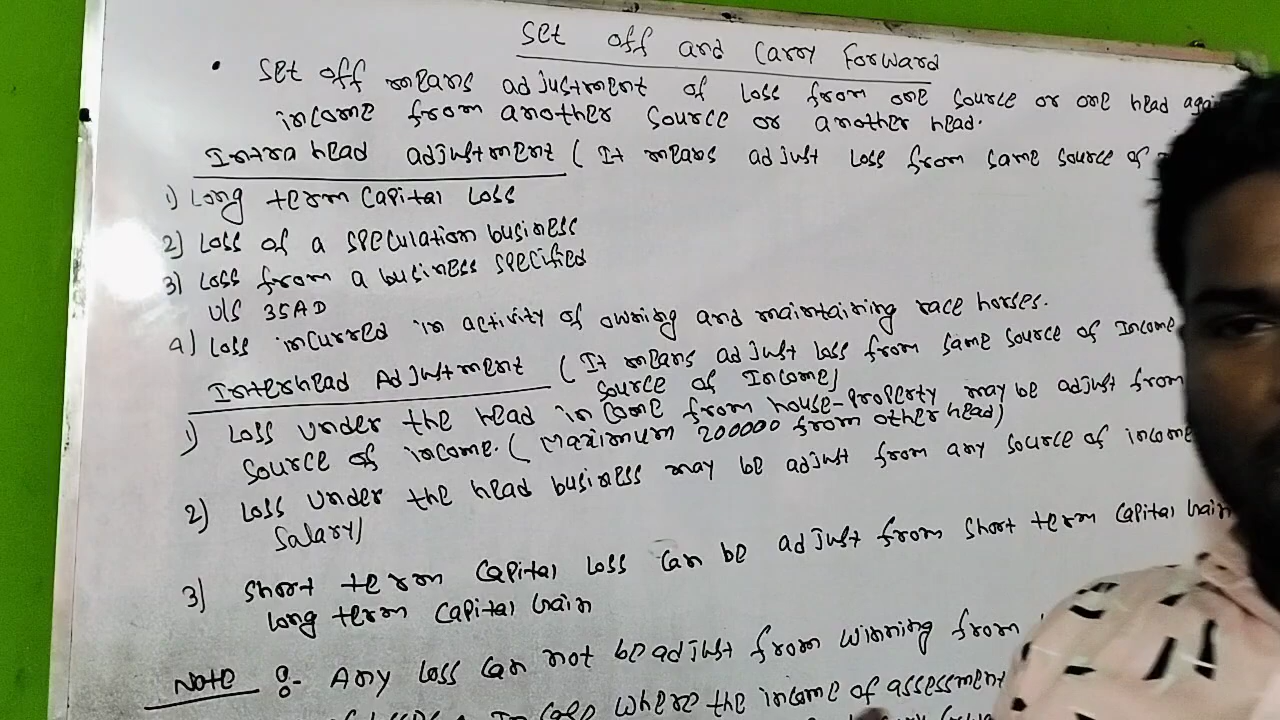 Set off and Carry Forward
• Set off means adjustment of Loss from one Source or one head
income from another Source or another head.
Intra head adjustment ( It means adjust Loss from same source of
1) Long term Capital Loss
2) Loss of a speculation business
3) Loss from a business specified
U/S 35AD
4) Loss incurred in activity of owning and maintaining race horses.
Interhead Adjustment ( It means adjust loss from same source of Income
source of Income)
1) Loss under the head income from house-property may be adjust from
source of income. ( Maximum 200000 from other head)
2) Loss under the head business may be adjust from any source of income
Salary)
3) Short term Capital Loss can be adjust from Short term Capital Gain
long term Capital Gain
Note :- Any Loss Can not be adjust from winning from
where the income of assessment